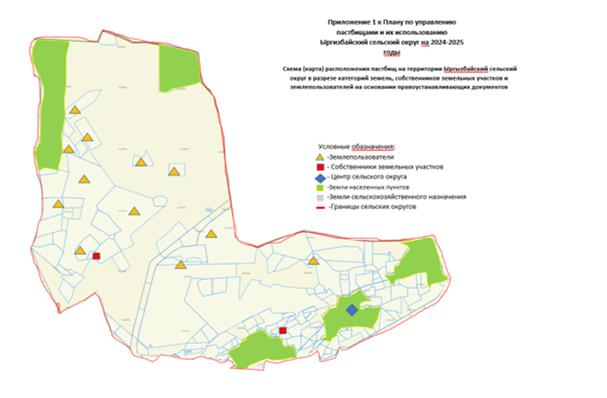 Приложение 1 к Плану по управлению
пастбищами и их использованию
Ыргизбайский сельский округ на 2024-2025
годы
Схема (карта) расположения пастбищ на территории Ыргызбайский сельский
округ в разрезе категорий земель, собственников земельных участков и
землепользователей на основании правоустанавливающих документов
Условные обозначения:
-Землепользователи
- Собственники земельных участков
- Центр сельского округа
-Земли населенных пунктов
-Земли сельскохозяйственного назначения
-Границы сельских округов